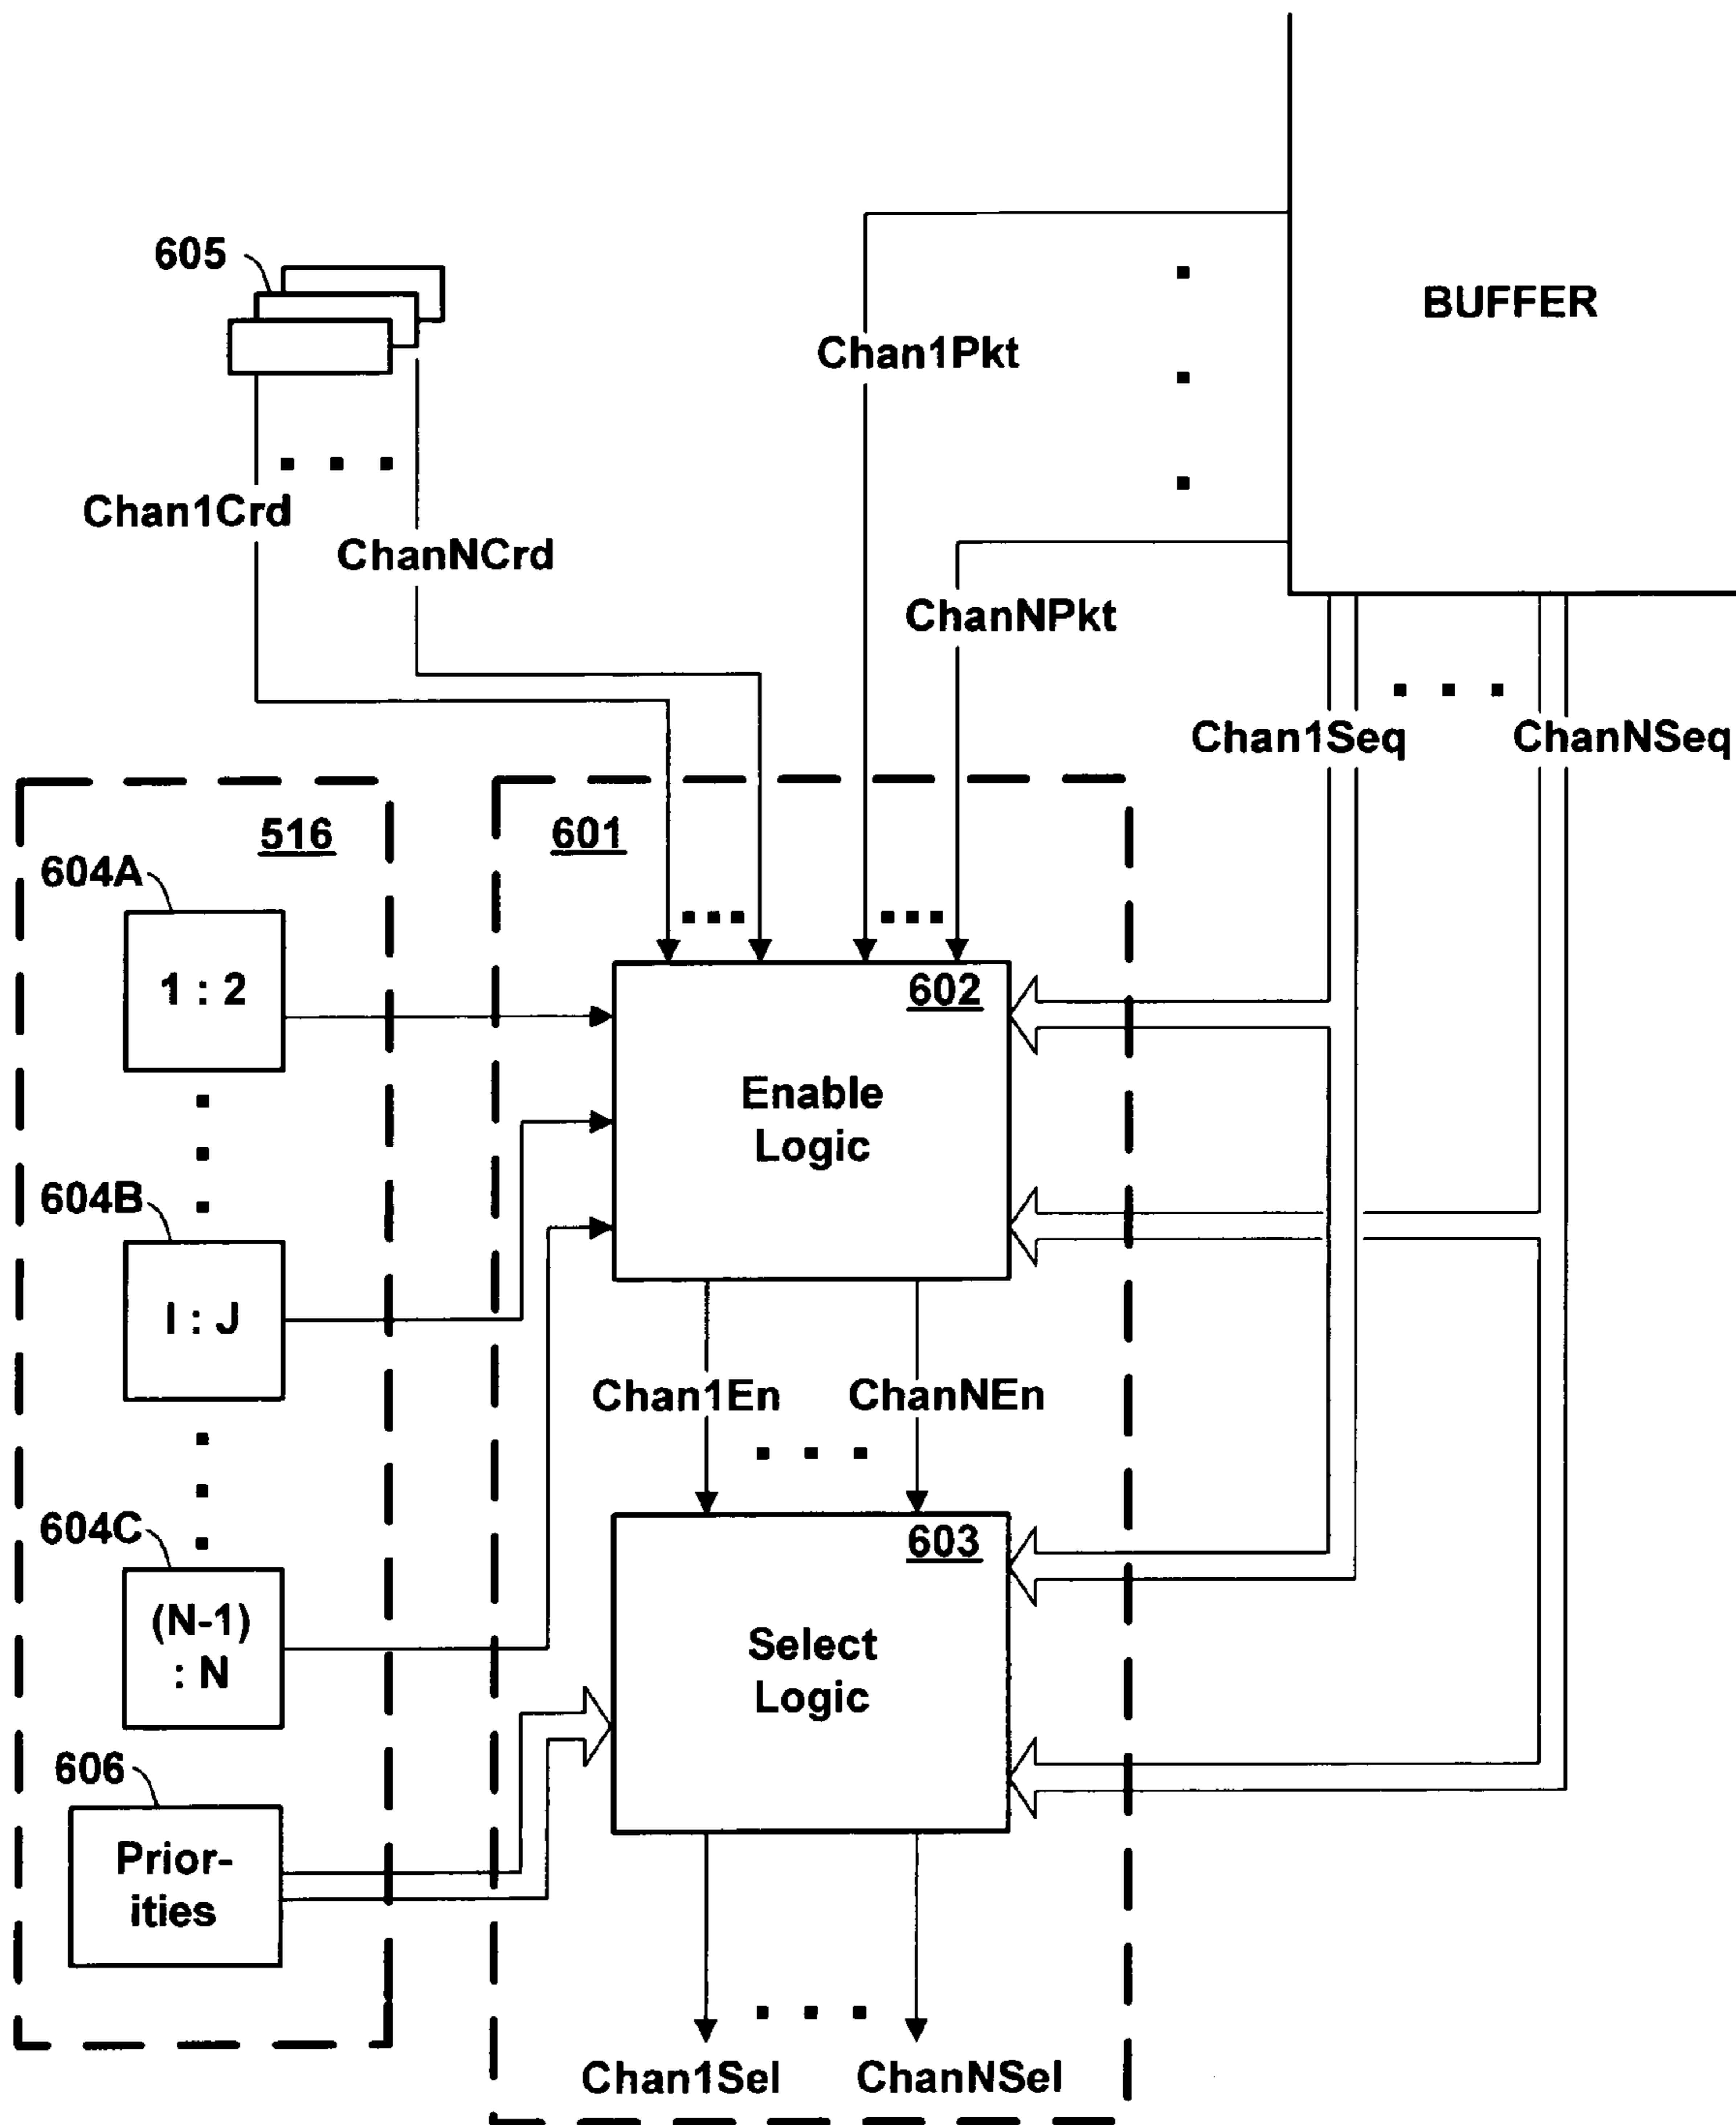 BUFFER
605
Chan1Pkt
Chan1Crd
ChanNCrd
ChanNPkt
Chan1Seq
ChanNSeq
516
601
604A
1 : 2
602
Enable
Logic
604B
I : J
Chan1En
ChanNEn
604C
(N-1)
: N
603
Select
Logic
606
Prior-
ities
Chan1Sel
ChanNSel